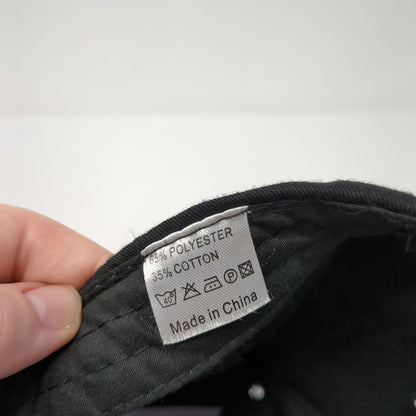 65% POLYESTER
35% COTTON
40 P
Made in China